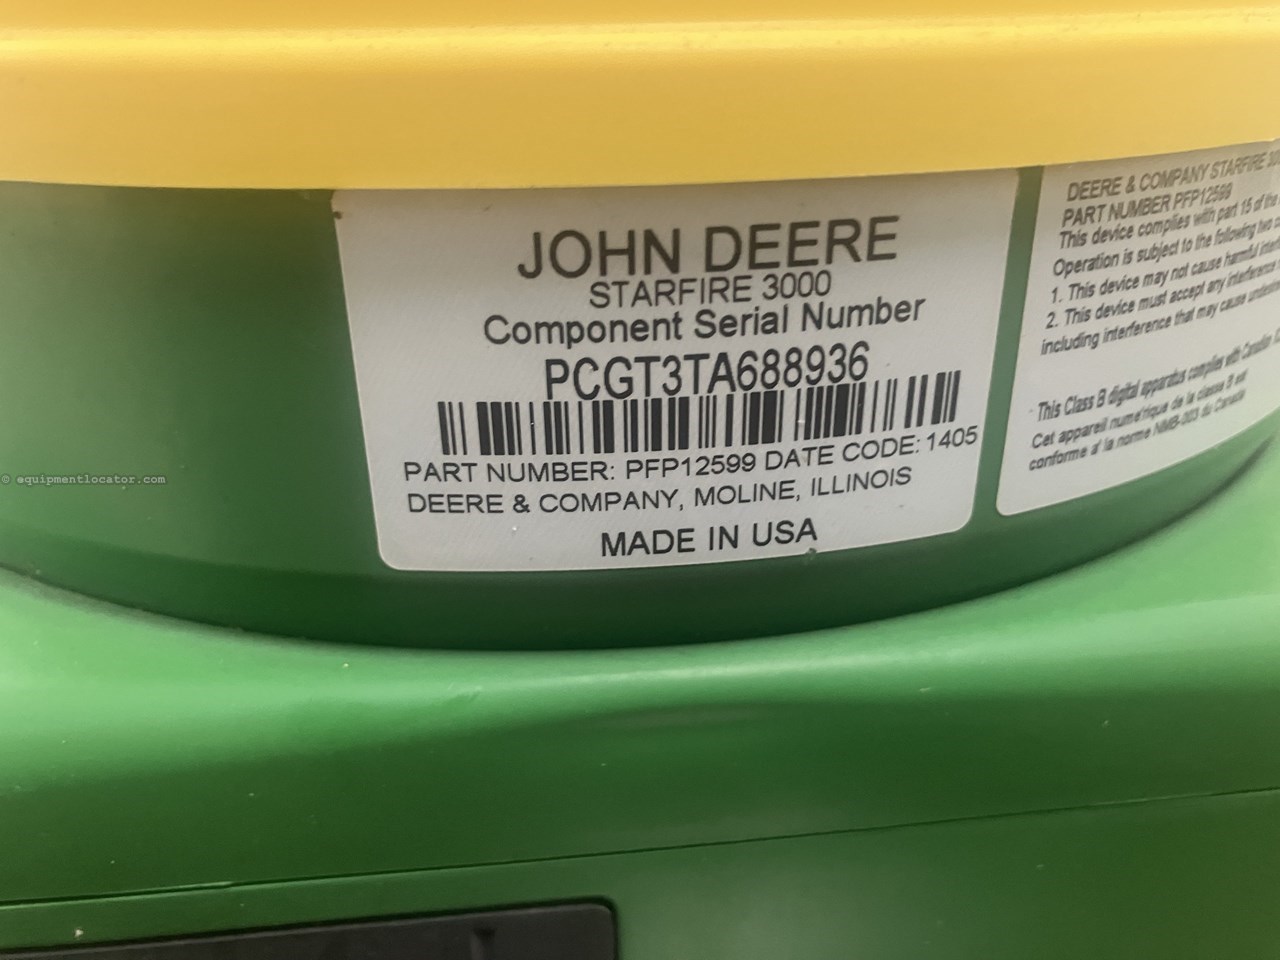 JOHN DEERE
STARFIRE 3000
Component Serial Number
PCGT3TA688936
PART NUMBER: PFP12599 DATE CODE: 1405
DEERE & COMPANY, MOLINE, ILLINOIS
MADE IN USA
DEERE & COMPANY STARFIRE
PART NUMBER PFP12599
This device complies with part 15 of the
Operation is subject to the following two
1. This device may not cause harmful
2. This device must accept any interference
including interference that may cause
This Class B digital apparatus complies with Canadian
Cet appareil numérique de la classe B est
conforme a' la norme NMB-003 du Canada
© equipmentlocator.com